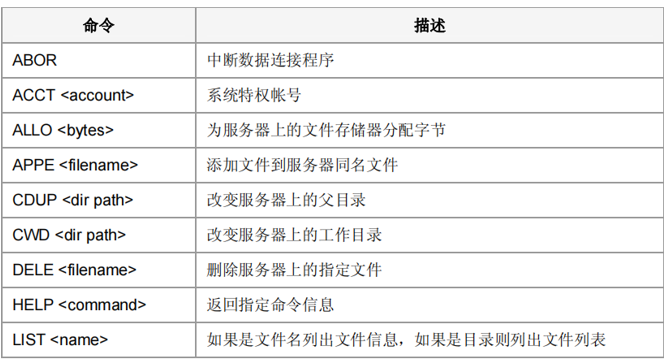 命令 描述
ABOR 中断数据连接程序
ACCT <account> 系统特权帐号
ALLO <bytes> 为服务器上的文件存储器分配字节
APPE <filename> 添加文件到服务器同名文件
CDUP <dir path> 改变服务器上的父目录
CWD <dir path> 改变服务器上的工作目录
DELE <filename> 删除服务器上的指定文件
HELP <command> 返回指定命令信息
LIST <name> 如果是文件名列出文件信息，如果是目录则列出文件列表